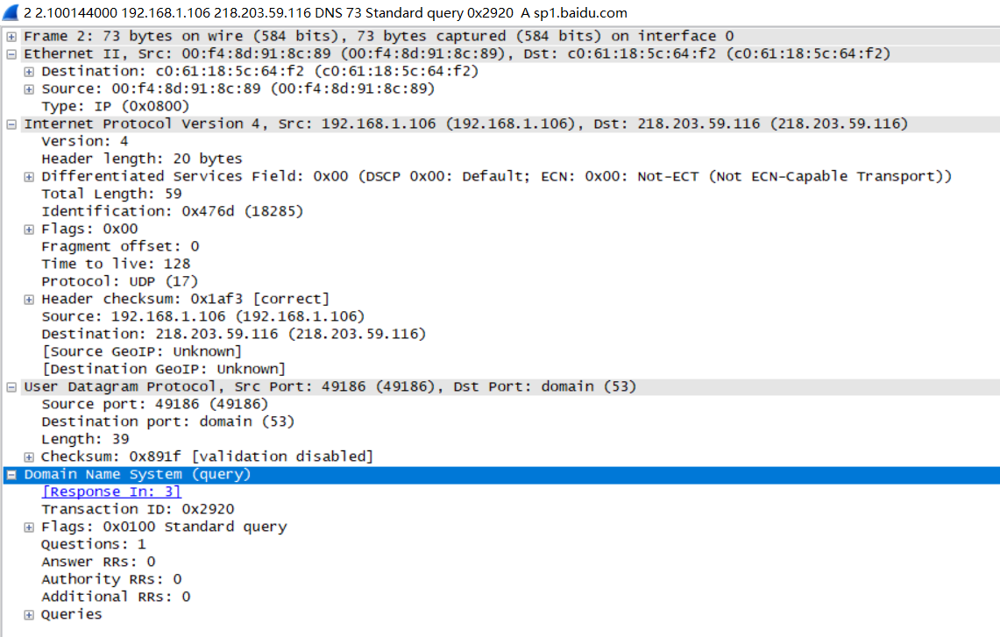 2 2.100144000 192.168.1.106 218.203.59.116 DNS 73 Standard query 0x2920 A sp1.baidu.com
Frame 2: 73 bytes on wire (584 bits), 73 bytes captured (584 bits) on interface 0
Ethernet II, Src: 00:f4:8d:91:8c:89 (00:f4:8d:91:8c:89), Dst: c0:61:18:5c:64:f2 (c0:61:18:5c:64:f2)
Destination: c0:61:18:5c:64:f2 (c0:61:18:5c:64:f2)
Source: 00:f4:8d:91:8c:89 (00:f4:8d:91:8c:89)
Type: IP (0x0800)
Internet Protocol Version 4, Src: 192.168.1.106 (192.168.1.106), Dst: 218.203.59.116 (218.203.59.116)
Version: 4
Header length: 20 bytes
Differentiated Services Field: 0x00 (DSCP 0x00: Default; ECN: 0x00: Not-ECT (Not ECN-Capable Transport))
Total Length: 59
Identification: 0x476d (18285)
Flags: 0x00
Fragment offset: 0
Time to live: 128
Protocol: UDP (17)
Header checksum: 0x1af3 [correct]
Source: 192.168.1.106 (192.168.1.106)
Destination: 218.203.59.116 (218.203.59.116)
[Source GeoIP: Unknown]
[Destination GeoIP: Unknown]
User Datagram Protocol, Src Port: 49186 (49186), Dst Port: domain (53)
Source port: 49186 (49186)
Destination port: domain (53)
Length: 39
Checksum: 0x891f [validation disabled]
Domain Name System (query)
[Response In: 3]
Transaction ID: 0x2920
Flags: 0x0100 Standard query
Questions: 1
Answer RRs: 0
Authority RRs: 0
Additional RRs: 0
Queries